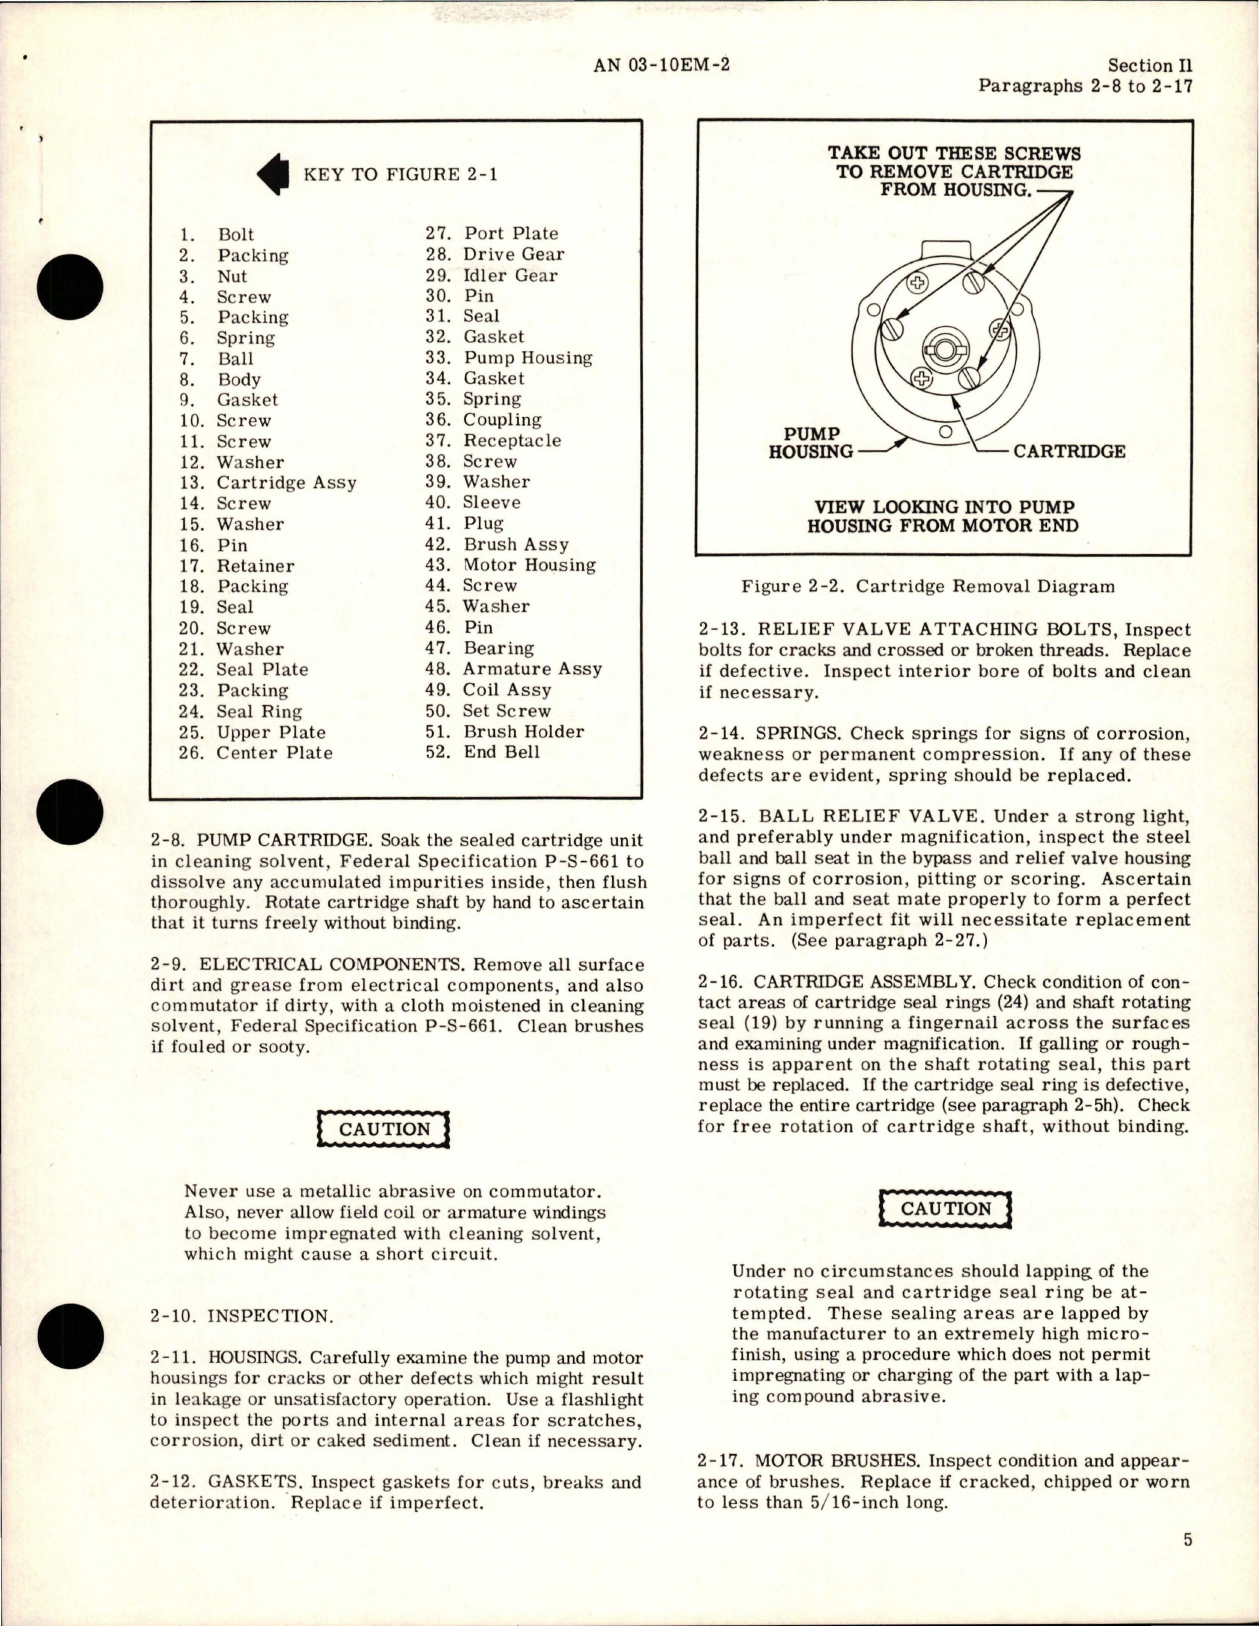 AN 03-10EM-2
Section II
Paragraphs 2-8 to 2-17
KEY TO FIGURE 2-1
1. Bolt
2. Packing
3. Nut
4. Screw
5. Packing
6. Spring
7. Ball
8. Body
9. Gasket
10. Screw
11. Screw
12. Washer
13. Cartridge Assy
14. Screw
15. Washer
16. Pin
17. Retainer
18. Packing
19. Seal
20. Screw
21. Washer
22. Seal Plate
23. Packing
24. Seal Ring
25. Upper Plate
26. Center Plate
27. Port Plate
28. Drive Gear
29. Idler Gear
30. Pin
31. Seal
32. Gasket
33. Pump Housing
34. Gasket
35. Spring
36. Coupling
37. Receptacle
38. Screw
39. Washer
40. Sleeve
41. Plug
42. Brush Assy
43. Motor Housing
44. Screw
45. Washer
46. Pin
47. Bearing
48. Armature Assy
49. Coil Assy
50. Set Screw
51. Brush Holder
52. End Bell
2-8. PUMP CARTRIDGE. Soak the sealed cartridge unit
in cleaning solvent, Federal Specification P-S-661 to
dissolve any accumulated impurities inside, then flush
thoroughly. Rotate cartridge shaft by hand to ascertain
that it turns freely without binding.
2-9. ELECTRICAL COMPONENTS. Remove all surface
dirt and grease from electrical components, and also
commutator if dirty, with a cloth moistened in cleaning
solvent, Federal Specification P-S-661. Clean brushes
if fouled or sooty.
CAUTION
Never use a metallic abrasive on commutator.
Also, never allow field coil or armature windings
to become impregnated with cleaning solvent,
which might cause a short circuit.
2-10. INSPECTION.
2-11. HOUSINGS. Carefully examine the pump and motor
housings for cracks or other defects which might result
in leakage or unsatisfactory operation. Use a flashlight
to inspect the ports and internal areas for scratches,
corrosion, dirt or caked sediment. Clean if necessary.
2-12. GASKETS. Inspect gaskets for cuts, breaks and
deterioration. Replace if imperfect.
TAKE OUT THESE SCREWS
TO REMOVE CARTRIDGE
FROM HOUSING.
PUMP
HOUSING
CARTRIDGE
VIEW LOOKING INTO PUMP
HOUSING FROM MOTOR END
Figure 2-2. Cartridge Removal Diagram
2-13. RELIEF VALVE ATTACHING BOLTS, Inspect
bolts for cracks and crossed or broken threads. Replace
if defective. Inspect interior bore of bolts and clean
if necessary.
2-14. SPRINGS. Check springs for signs of corrosion,
weakness or permanent compression. If any of these
defects are evident, spring should be replaced.
2-15. BALL RELIEF VALVE. Under a strong light,
and preferably under magnification, inspect the steel
ball and ball seat in the bypass and relief valve housing
for signs of corrosion, pitting or scoring. Ascertain
that the ball and seat mate properly to form a perfect
seal. An imperfect fit will necessitate replacement
of parts. (See paragraph 2-27.)
2-16. CARTRIDGE ASSEMBLY. Check condition of con-
tact areas of cartridge seal rings (24) and shaft rotating
seal (19) by running a fingernail across the surfaces
and examining under magnification. If galling or rough-
ness is apparent on the shaft rotating seal, this part
must be replaced. If the cartridge seal ring is defective,
replace the entire cartridge (see paragraph 2-5h). Check
for free rotation of cartridge shaft, without binding.
CAUTION
Under no circumstances should lapping of the
rotating seal and cartridge seal ring be at-
tempted. These sealing areas are lapped by
the manufacturer to an extremely high micro-
finish, using a procedure which does not permit
impregnating or charging of the part with a lap-
ing compound abrasive.
2-17. MOTOR BRUSHES. Inspect condition and appear-
ance of brushes. Replace if cracked, chipped or worn
to less than 5/16-inch long.
5